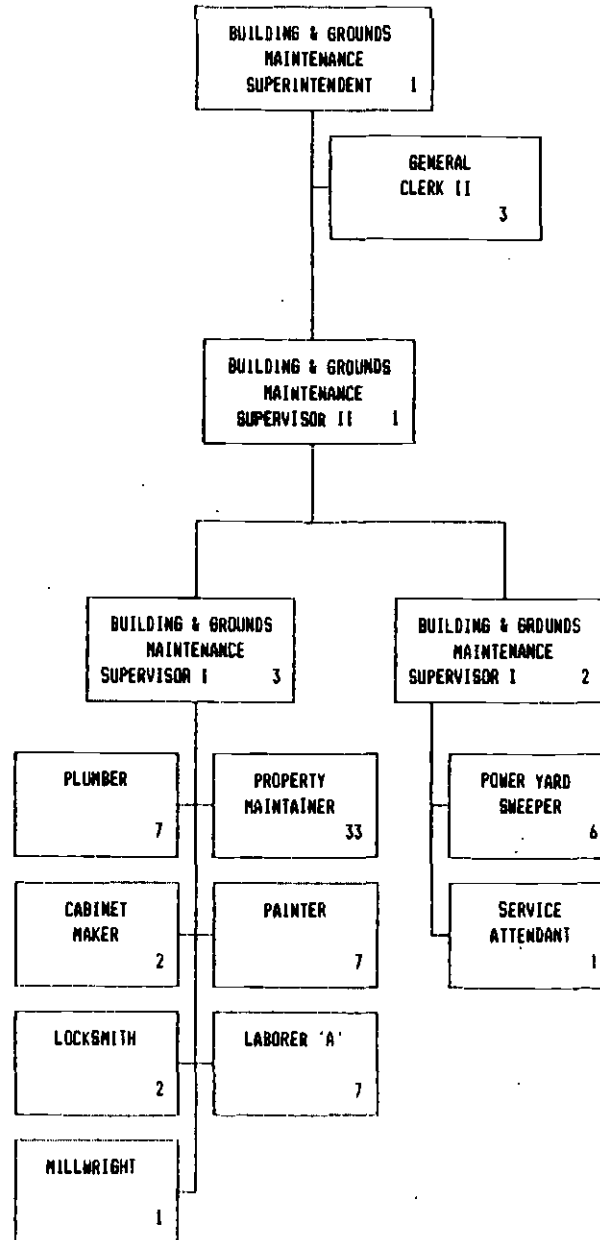 BUILDING & GROUNDS
MAINTENANCE
SUPERINTENDENT 1
GENERAL
CLERK II
3
BUILDING & GROUNDS
MAINTENANCE
SUPERVISOR II 1
BUILDING & GROUNDS
MAINTENANCE
SUPERVISOR I 3
BUILDING & GROUNDS
MAINTENANCE
SUPERVISOR I 2
PLUMBER
7
PROPERTY
MAINTAINER
33
POWER YARD
SWEEPER
6
CABINET
MAKER
2
PAINTER
7
SERVICE
ATTENDANT
1
LOCKSMITH
2
LABORER 'A'
7
MILLWRIGHT
1